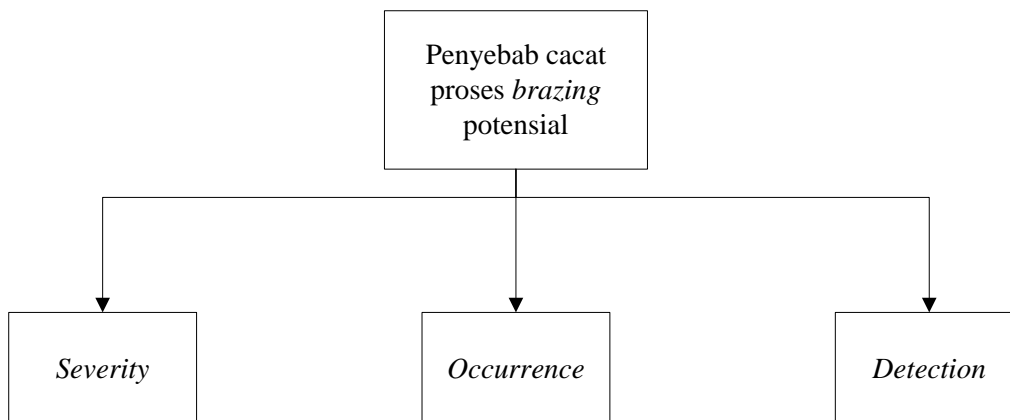 Penyebab cacat
proses brazing
potensial
Severity
Occurrence
Detection